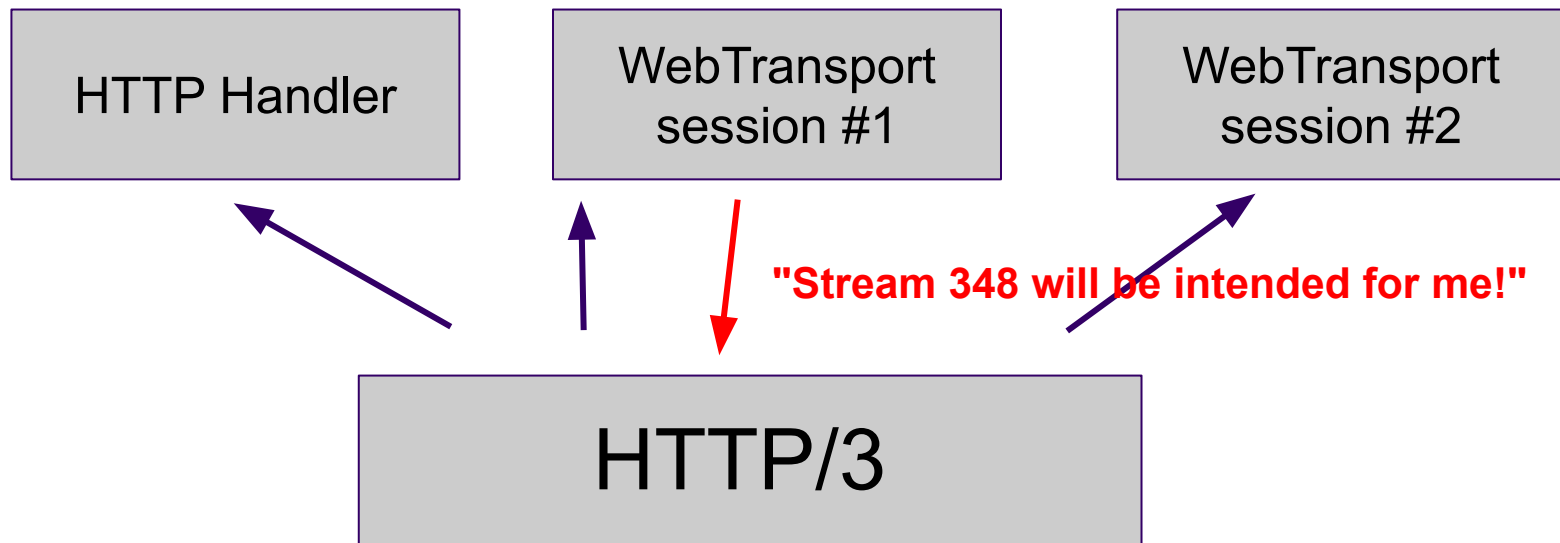 HTTP Handler
WebTransport
session #1
WebTransport
session #2
"Stream 348 will be intended for me!"
HTTP/3